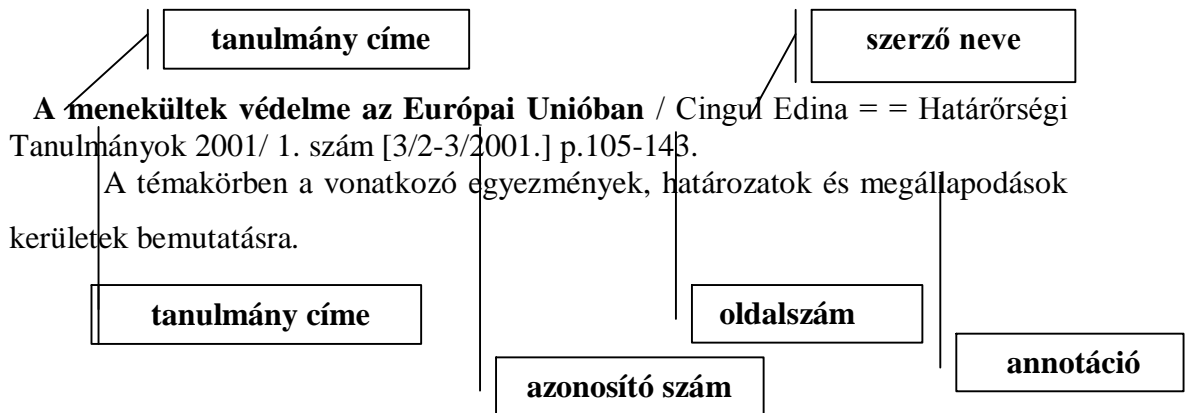 tanulmány címe
szerző neve
A menekültek védelme az Európai Unióban / Cingul Edina = = Határőrségi
Tanulmányok 2001/ 1. szám [3/2-3/2001.] p.105-143.
A témakörben a vonatkozó egyezmények, határozatok és megállapodások
kerületek bemutatásra.
tanulmány címe
oldalszám
annotáció
azonosító szám